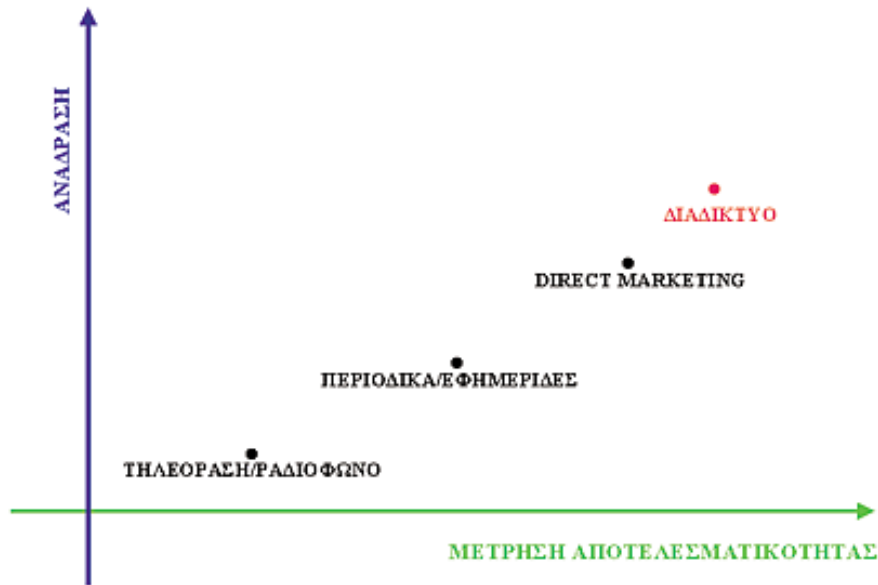 ΑΝΑΔΡΑΣΗ
ΔΙΑΔΙΚΤΥΟ
DIRECT MARKETING
ΠΕΡΙΟΔΙΚΑ/ΕΦΗΜΕΡΙΔΕΣ
ΤΗΛΕΟΡΑΣΗ/ΡΑΔΙΟΦΩΝΟ
ΜΕΤΡΗΣΗ ΑΠΟΤΕΛΕΣΜΑΤΙΚΟΤΗΤΑΣ